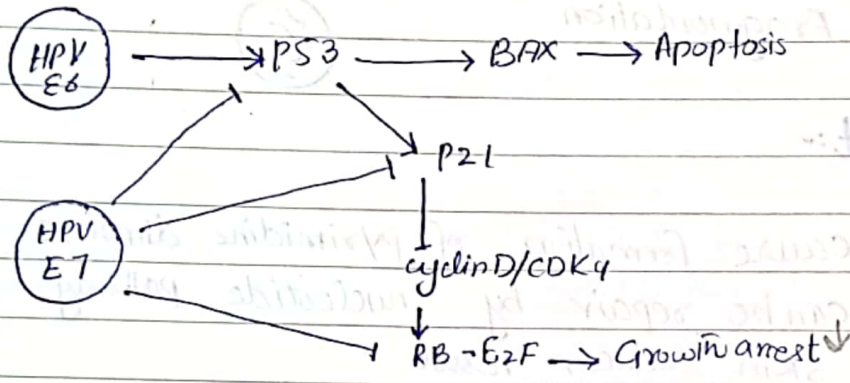 HPV E6 → P53 → BAX → Apoptosis
P21
HPV E7
cyclinD/CDK4
RB-E2F → Growth arrest ↓